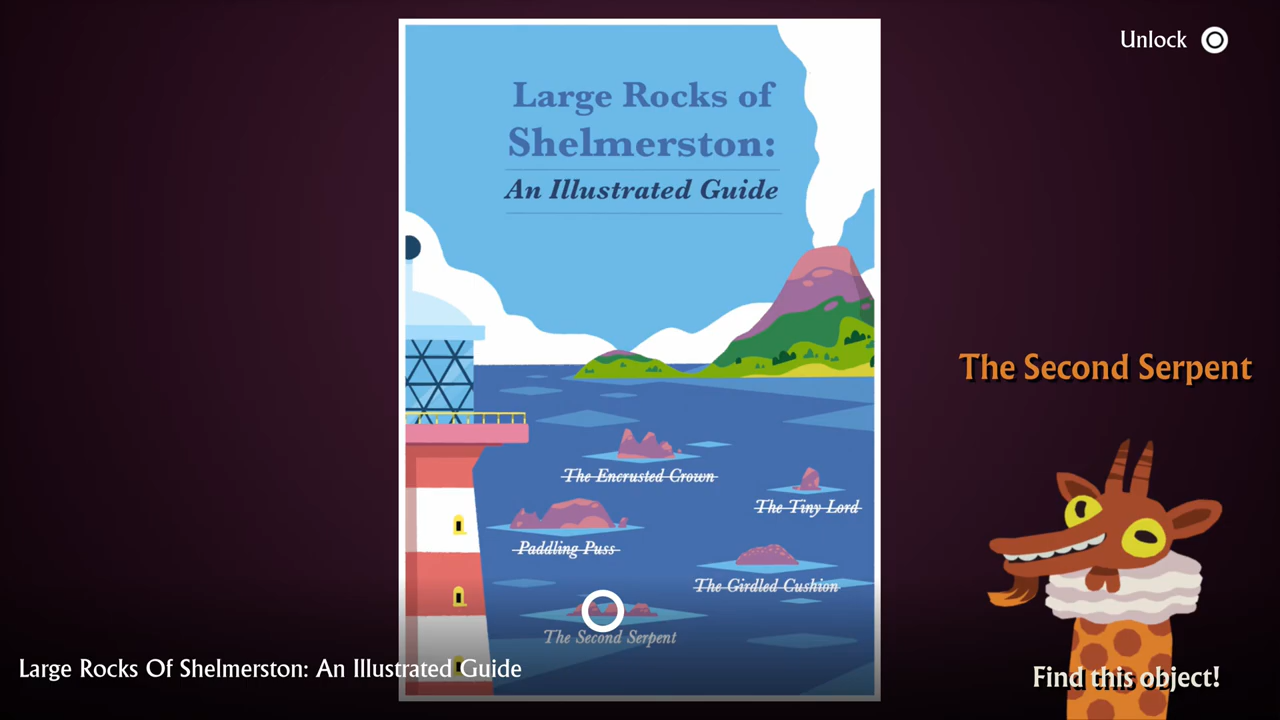 Unlock
Large Rocks of
Shelmerston:
An Illustrated Guide
The Second Serpent
The Encrusted Crown
The Tiny Lord
Paddling Puss
The Girdled Cushion
The Second Serpent
Large Rocks Of Shelmerston: An Illustrated Guide
Find this object!